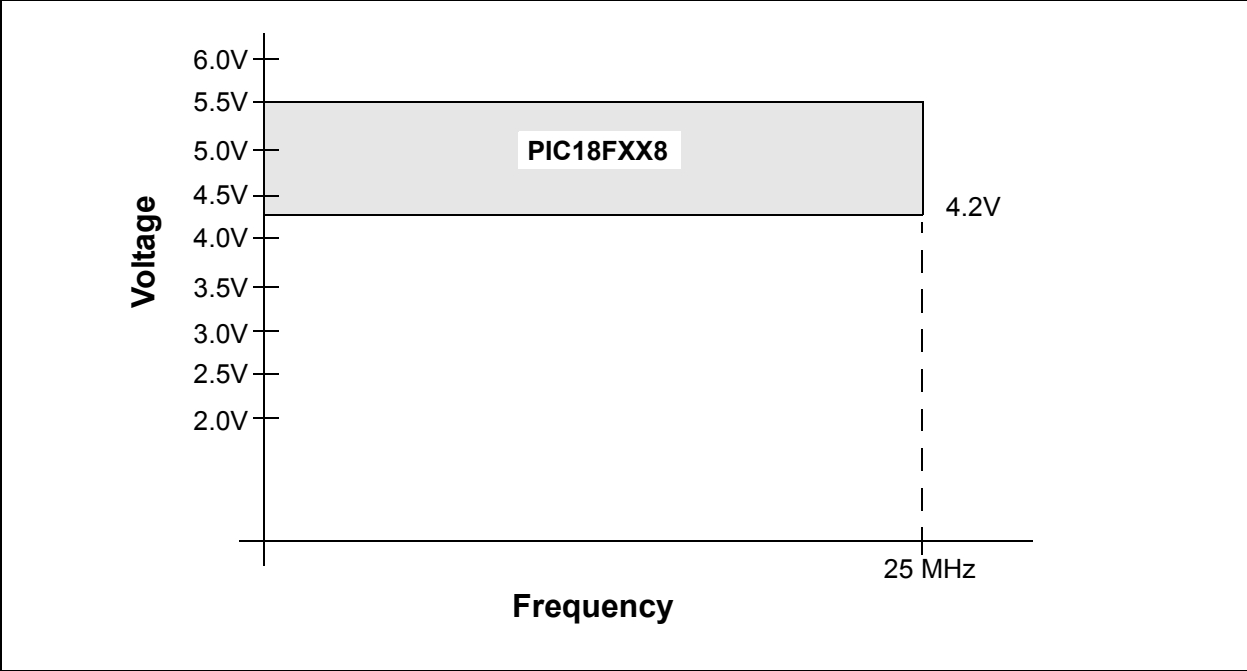 6.0V
5.5V
5.0V
4.5V
4.0V
3.5V
3.0V
2.5V
2.0V
Voltage
PIC18FXX8
4.2V
25 MHz
Frequency